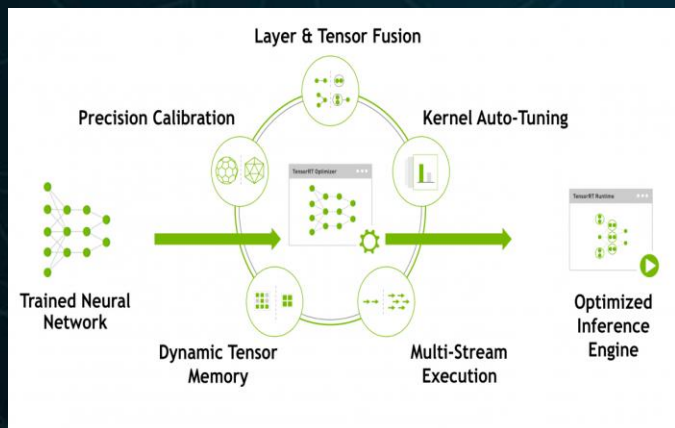 Layer & Tensor Fusion
Precision Calibration
Kernel Auto-Tuning
TensorRT Optimizer
TensorRT Runtime
Trained Neural
Network
Dynamic Tensor
Memory
Multi-Stream
Execution
Optimized
Inference
Engine